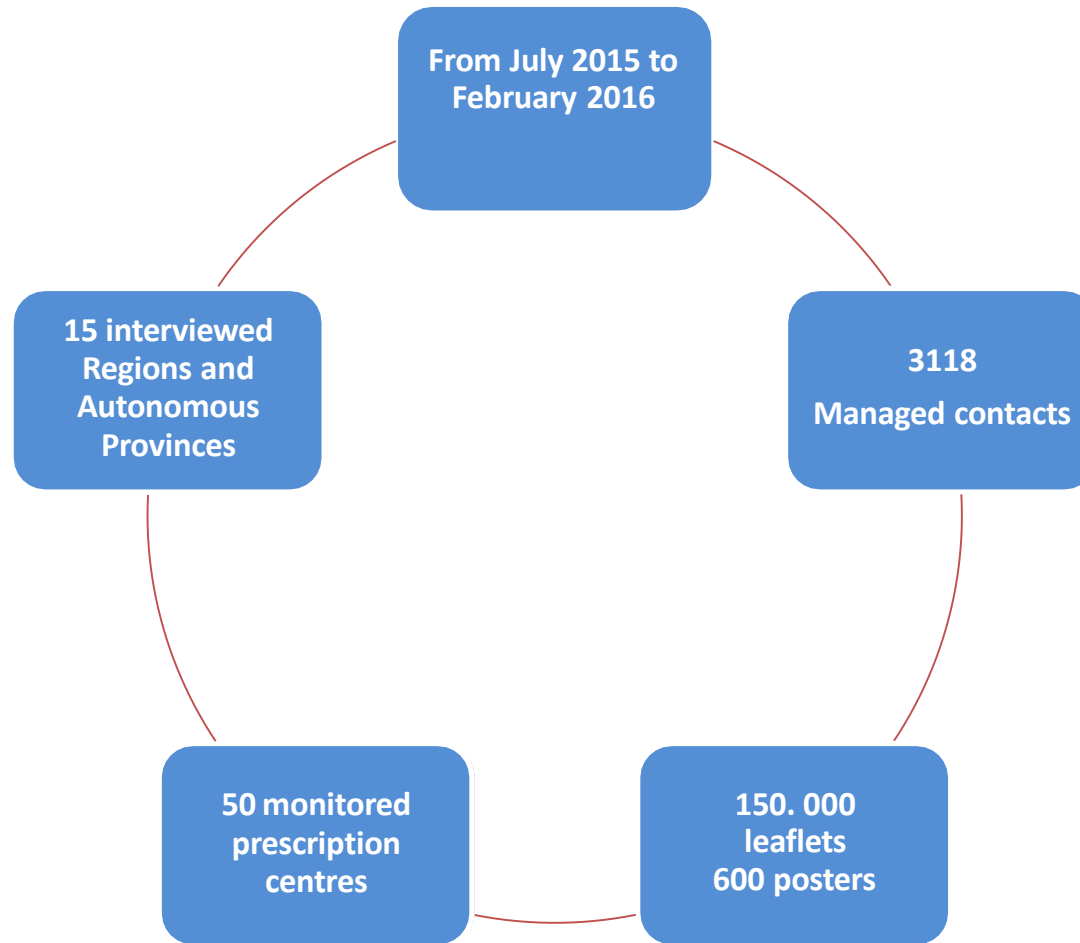 From July 2015 to
February 2016
15 interviewed
Regions and
Autonomous
Provinces
3118
Managed contacts
50 monitored
prescription
centres
150. 000
leaflets
600 posters